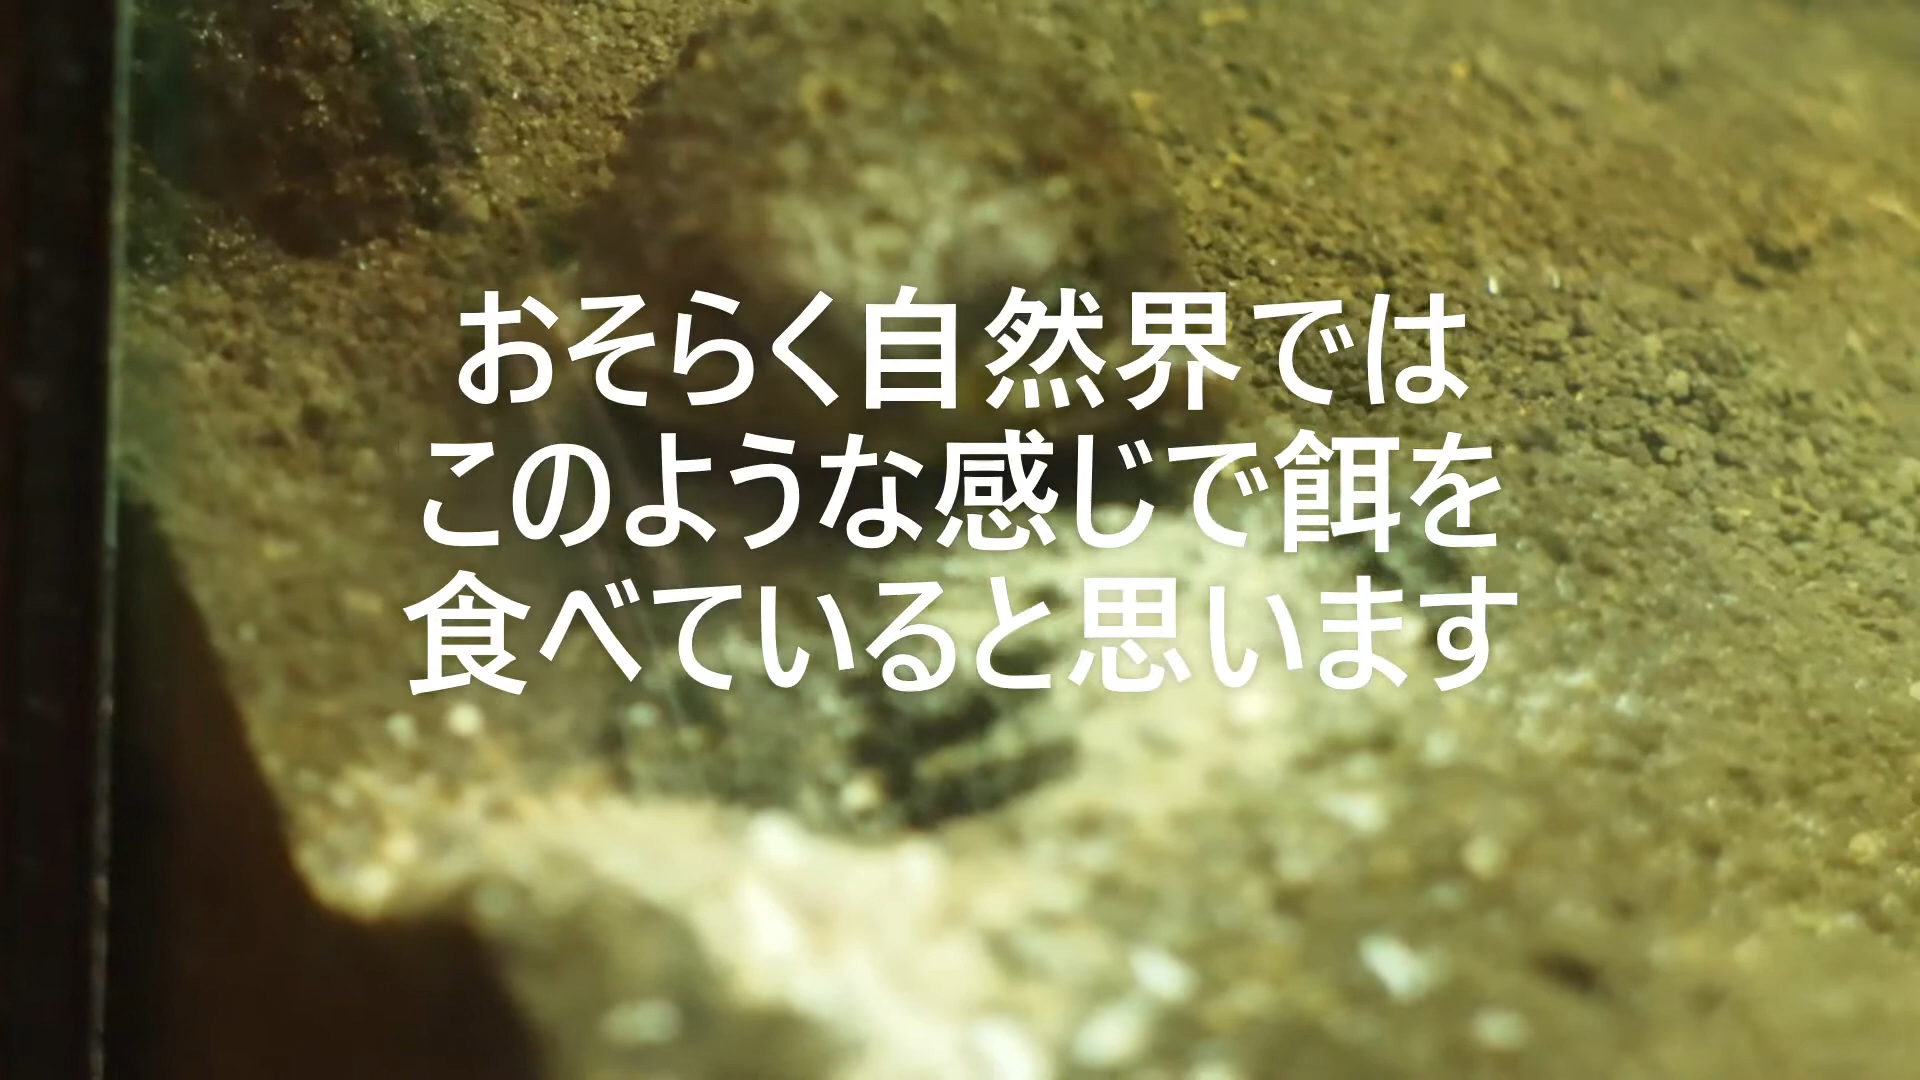 おそらく自然界では
このような感じで餌を
食べていると思います